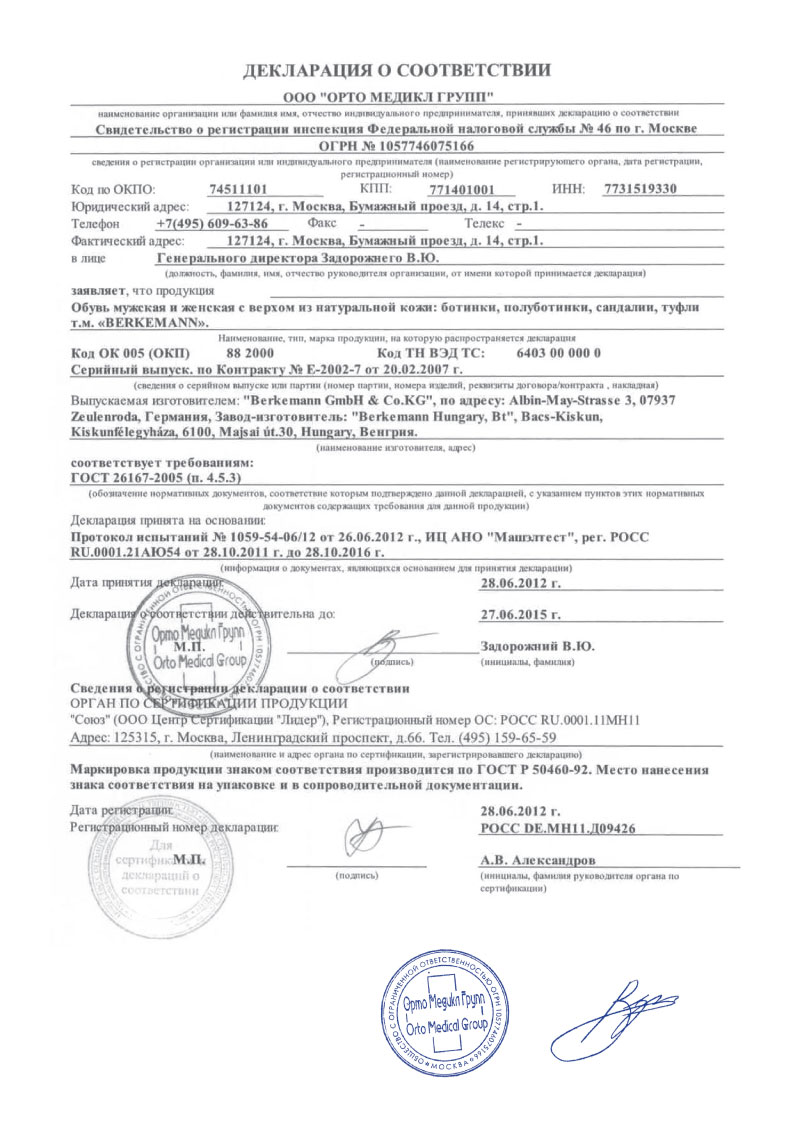 ДЕКЛАРАЦИЯ О СООТВЕТСТВИИ
ООО "ОРТО МЕДИКЛ ГРУПП"
наименование организации или фамилия имя, отчество индивидуального предпринимателя, принявших декларацию о соответствии
Свидетельство о регистрации инспекция Федеральной налоговой службы № 46 по г. Москве
ОГРН № 1057746075166
сведения о регистрации организации или индивидуального предпринимателя (наименование регистрирующего органа, дата регистрации,
регистрационный номер)
Код по ОКПО: 74511101 КПП: 771401001 ИНН: 7731519330
Юридический адрес: 127124, г. Москва, Бумажный проезд, д. 14, стр.1.
Телефон +7(495) 609-63-86 Факс - Телекс -
Фактический адрес: 127124, г. Москва, Бумажный проезд, д. 14, стр.1.
в лице Генерального директора Задорожнего В.Ю.
(должность, фамилия, имя, отчество руководителя организации, от имени которой принимается декларация)
заявляет, что продукция
Обувь мужская и женская с верхом из натуральной кожи: ботинки, полуботинки, сандалии, туфли
т.м. «BERKEMANN».
Наименование, тип, марка продукции, на которую распространяется декларация
Код ОК 005 (ОКП) 88 2000 Код ТН ВЭД ТС: 6403 00 000 0
Серийный выпуск. по Контракту № Е-2002-7 от 20.02.2007 г.
(сведения о серийном выпуске или партии (номер партии, номера изделий, реквизиты договора/контракта , накладная)
Выпускаемая изготовителем: "Berkemann GmbH & Co.KG", по адресу: Albin-May-Strasse 3, 07937
Zeulenroda, Германия, Завод-изготовитель: "Berkemann Hungary, Bt", Bacs-Kiskun,
Kiskunfélegyháza, 6100, Majsai út.30, Hungary, Венгрия.
(наименование изготовителя, адрес)
соответствует требованиям:
ГОСТ 26167-2005 (п. 4.5.3)
(обозначение нормативных документов, соответствие которым подтверждено данной декларацией, с указанием пунктов этих нормативных
документов содержащих требования для данной продукции)
Декларация принята на основании:
Протокол испытаний № 1059-54-06/12 от 26.06.2012 г., ИЦ АНО "Машэлтест", рег. РОСС
RU.0001.21АЮ54 от 28.10.2011 г. до 28.10.2016 г.
(информация о документах, являющихся основанием для принятия декларации)
Дата принятия декларации: 28.06.2012 г.
Декларация о соответствии действительна до: 27.06.2015 г.
ОБЩЕСТВО С ОГРАНИЧЕННОЙ ОТВЕТСТВЕННОСТЬЮ ОГРН 1057746075166
Орто Медикл Групп
Orto Medical Group
М.П. Задорожний В.Ю.
(подпись) (инициалы, фамилия)
Сведения о регистрации декларации о соответствии
ОРГАН ПО СЕРТИФИКАЦИИ ПРОДУКЦИИ
"Союз" (ООО Центр Сертификации "Лидер"), Регистрационный номер ОС: РОСС RU.0001.11МН11
Адрес: 125315, г. Москва, Ленинградский проспект, д.66. Тел. (495) 159-65-59
(наименование и адрес органа по сертификации, зарегистрировавшего декларацию)
Маркировка продукции знаком соответствия производится по ГОСТ Р 50460-92. Место нанесения
знака соответствия на упаковке и в сопроводительной документации.
Дата регистрации: 28.06.2012 г.
Регистрационный номер декларации: РОСС DE.МН11.Д09426
Для
сертификатов
деклараций о
соответствии
М.П. А.В. Александров
(подпись) (инициалы, фамилия руководителя органа по
сертификации)
ОБЩЕСТВО С ОГРАНИЧЕННОЙ ОТВЕТСТВЕННОСТЬЮ ОГРН 1057746075166
Орто Медикл Групп
Orto Medical Group
МОСКВА